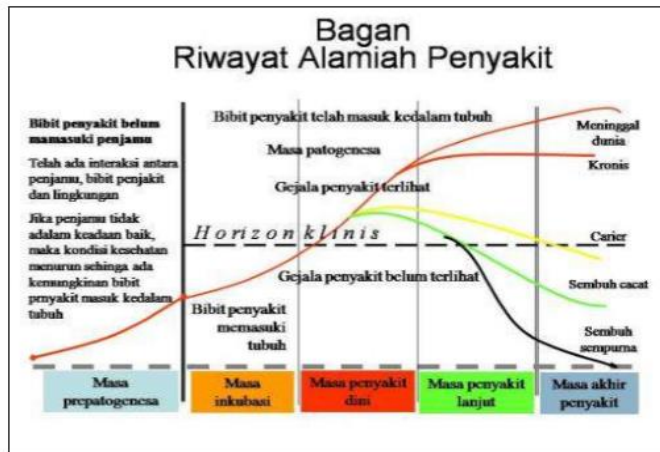 Bagan
Riwayat Alamiah Penyakit
Bibit penyakit belum
mamasuki penjamu
Telah ada interaksi antara
penjamu, bibit penjakit
dan lingkungan
Jika penjamu tidak
adalam keadaan baik,
maka kondisi kesehatan
menurun sehinga ada
kemungkinan bibit
prnyakit masuk kedalam
tubuh
Bibit penyakit telah masuk kedalam tubuh
Masa patogenesa
Gejala penyakit terlihat
Horizon klinis
Gejala penyakit belum terlihat
Bibit penyakit
memasuki
tubuh
Meninggal
dunia
Kronis
Carier
Sembuh cacat
Sembuh
sempurna
Masa
prepatogenesa
Masa
inkubasi
Masa penyakit
dini
Masa penyakit
lanjut
Masa akhir
penyakit